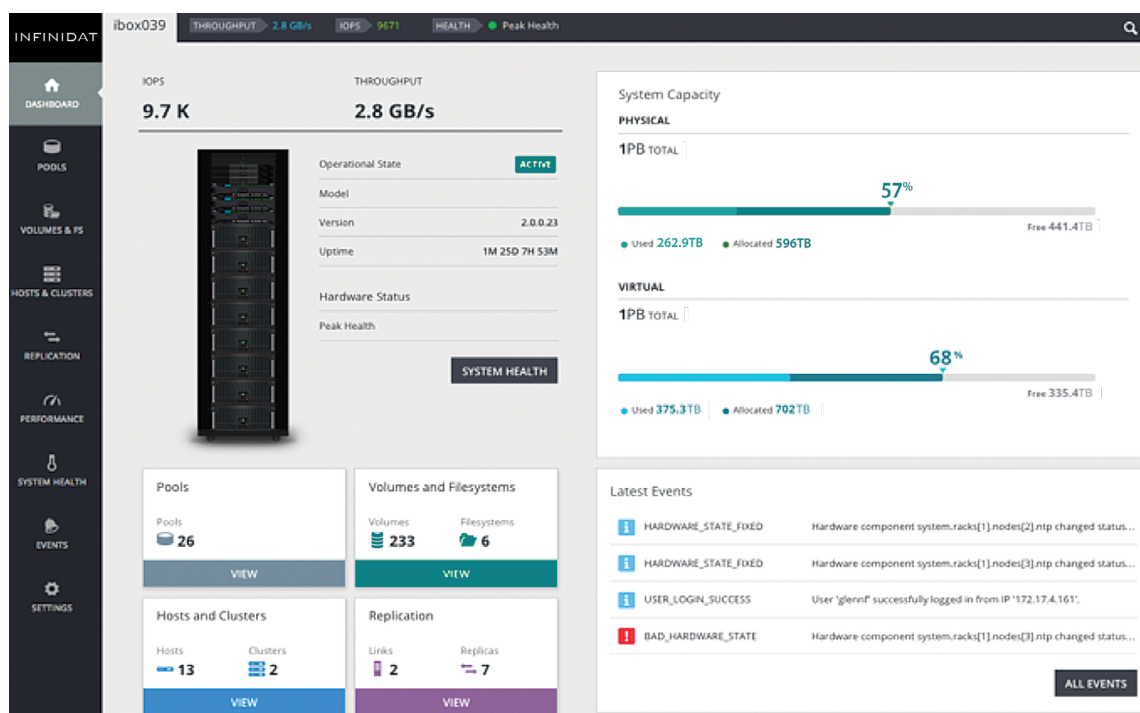 INFINIDAT
ibox039
THROUGHPUT 2.8 GB/s IOPS 9671 HEALTH Peak Health
DASHBOARD
POOLS
VOLUMES & FS
HOSTS & CLUSTERS
REPLICATION
PERFORMANCE
SYSTEM HEALTH
EVENTS
SETTINGS
IOPS THROUGHPUT
9.7 K 2.8 GB/s
Operational State ACTIVE
Model
Version 2.0.0.23
Uptime 1M 25D 7H 53M
Hardware Status
Peak Health
SYSTEM HEALTH
System Capacity
PHYSICAL
1PB TOTAL
57%
Free 441.4TB
Used 262.9TB Allocated 596TB
VIRTUAL
1PB TOTAL
68%
Free 335.4TB
Used 375.3TB Allocated 702TB
Pools
Pools
26
VIEW
Volumes and Filesystems
Volumes Filesystems
233 6
VIEW
Hosts and Clusters
Hosts Clusters
13 2
VIEW
Replication
Links Replicas
2 7
VIEW
Latest Events
HARDWARE_STATE_FIXED Hardware component system.racks[1].nodes[2].ntp changed status...
HARDWARE_STATE_FIXED Hardware component system.racks[1].nodes[3].ntp changed status...
USER_LOGIN_SUCCESS User 'glennf' successfully logged in from IP '172.17.4.161'.
BAD_HARDWARE_STATE Hardware component system.racks[1].nodes[3].ntp changed status...
ALL EVENTS